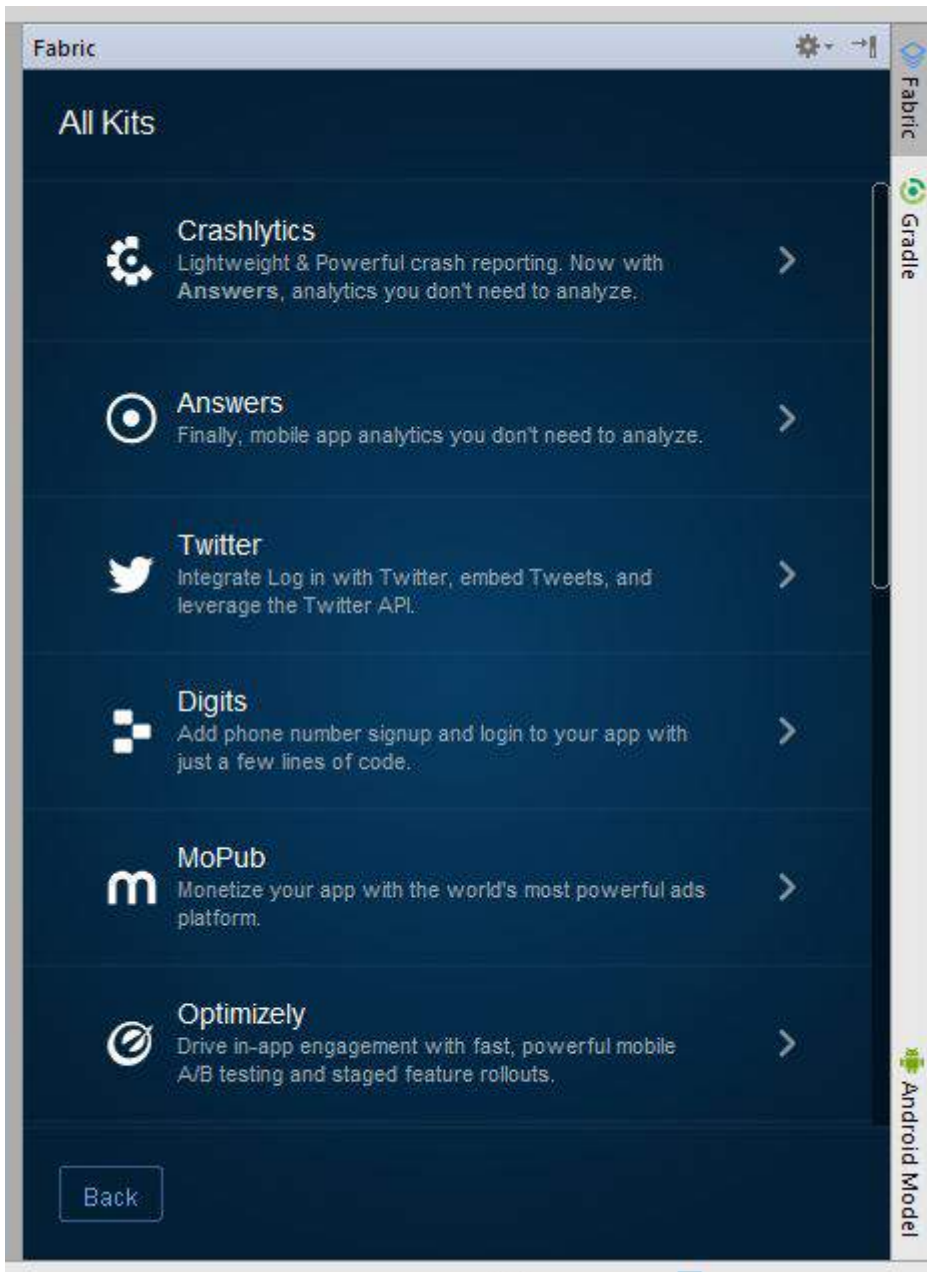 Fabric
All Kits
Crashlytics
Lightweight & Powerful crash reporting. Now with
Answers, analytics you don't need to analyze.
Answers
Finally, mobile app analytics you don't need to analyze.
Twitter
Integrate Log in with Twitter, embed Tweets, and
leverage the Twitter API.
Digits
Add phone number signup and login to your app with
just a few lines of code.
MoPub
Monetize your app with the world's most powerful ads
platform.
Optimizely
Drive in-app engagement with fast, powerful mobile
A/B testing and staged feature rollouts.
Back
Fabric
Gradle
Android Model